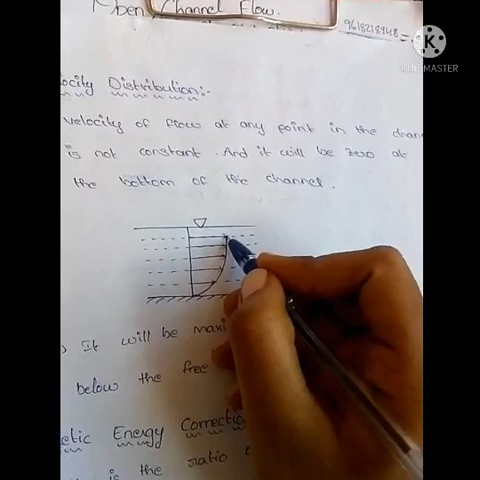 Open Channel Flow.
9618218948
KINEMASTER
ocity Distribution:-
velocity of flow at any point in the chan
is not constant. And it will be zero at
the bottom of the channel.
It will be maxi
below the free
etic Energy Correctio
is the ratio